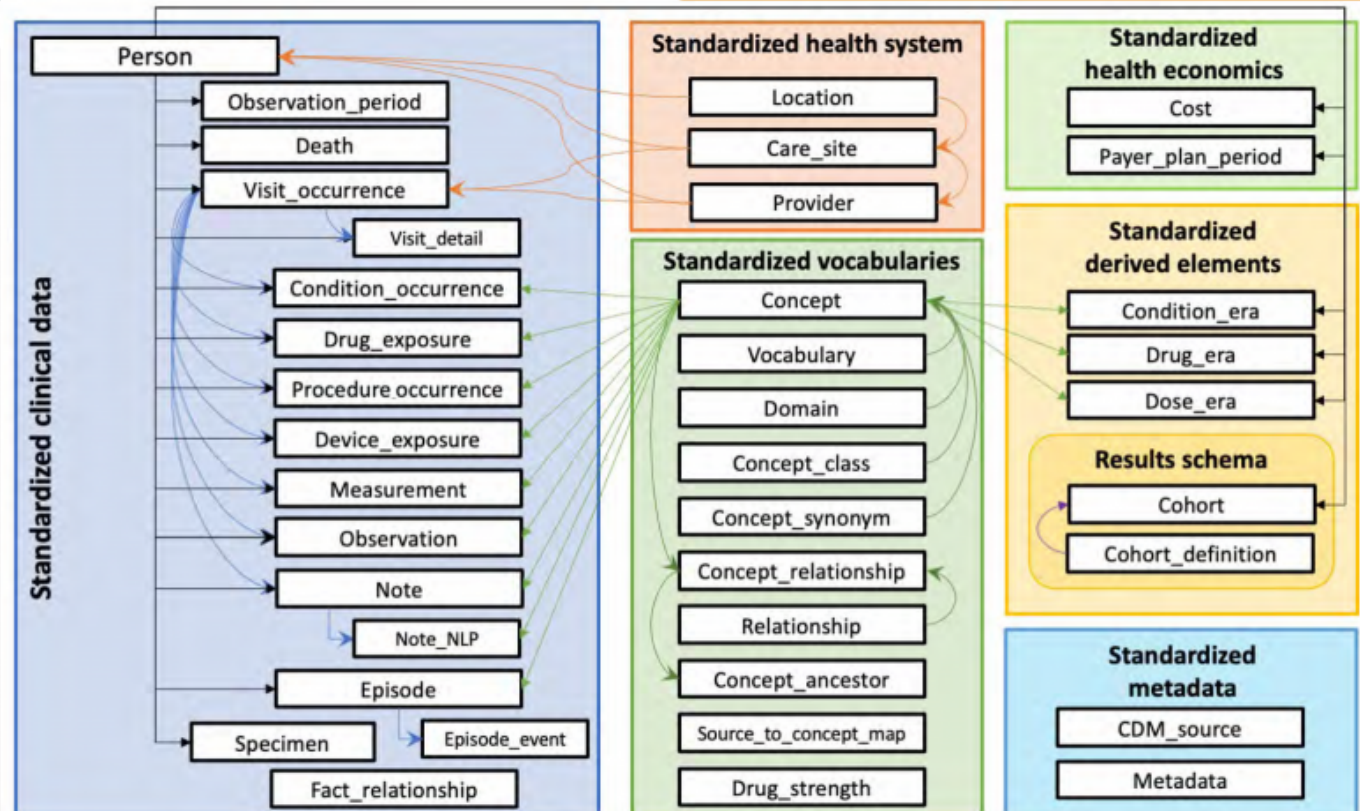 Standardized clinical data
Person
Observation_period
Death
Visit_occurrence
Visit_detail
Condition_occurrence
Drug_exposure
Procedure_occurrence
Device_exposure
Measurement
Observation
Note
Note_NLP
Episode
Episode_event
Specimen
Fact_relationship
Standardized health system
Location
Care_site
Provider
Standardized vocabularies
Concept
Vocabulary
Domain
Concept_class
Concept_synonym
Concept_relationship
Relationship
Concept_ancestor
Source_to_concept_map
Drug_strength
Standardized
health economics
Cost
Payer_plan_period
Standardized
derived elements
Condition_era
Drug_era
Dose_era
Results schema
Cohort
Cohort_definition
Standardized
metadata
CDM_source
Metadata